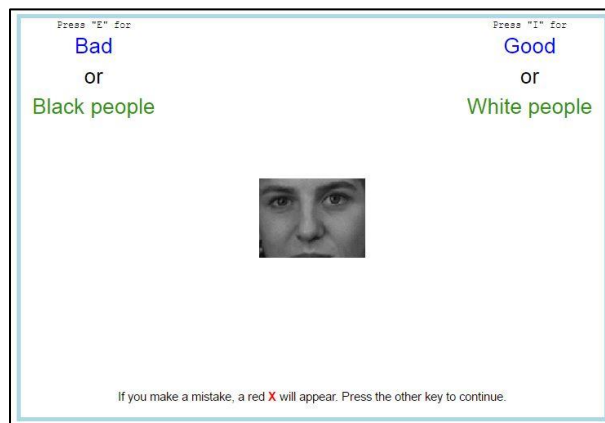 Press "E" for
Bad
or
Black people
Press "I" for
Good
or
White people
If you make a mistake, a red X will appear. Press the other key to continue.